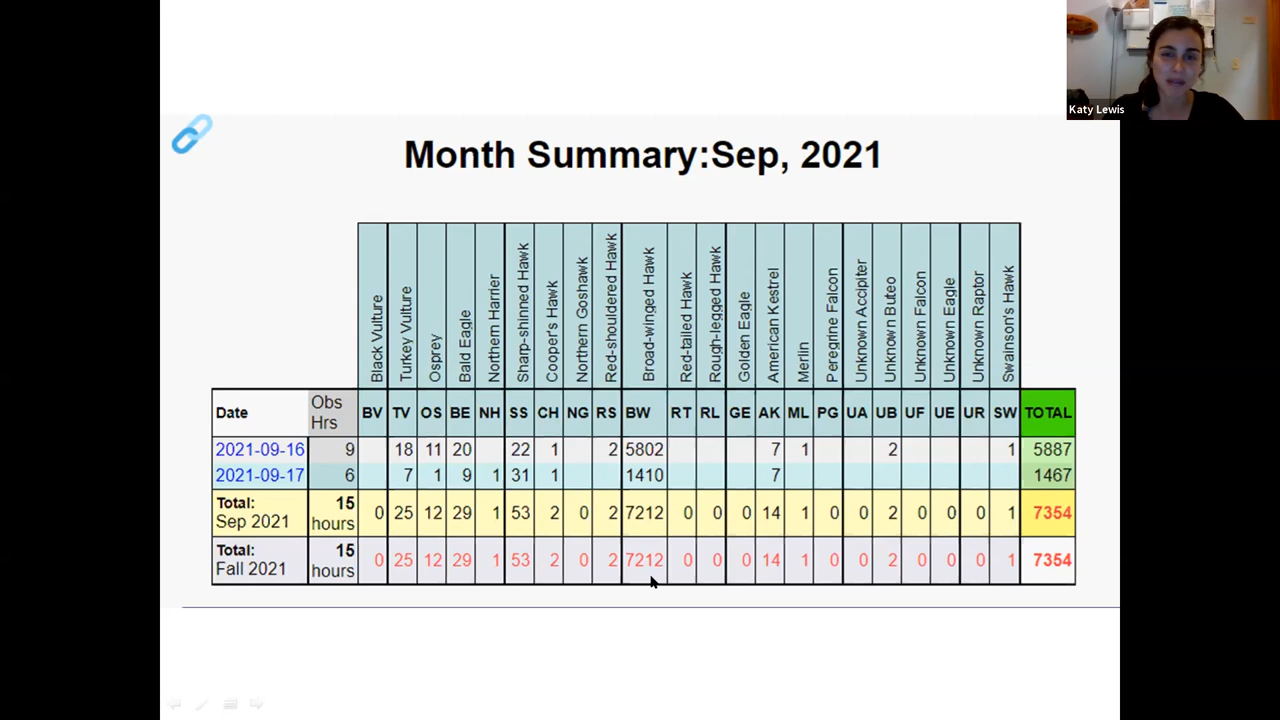 Katy Lewis
Month Summary:Sep, 2021
Black Vulture
Turkey Vulture
Osprey
Bald Eagle
Northern Harrier
Sharp-shinned Hawk
Cooper's Hawk
Northern Goshawk
Red-shouldered Hawk
Broad-winged Hawk
Red-tailed Hawk
Rough-legged Hawk
Golden Eagle
American Kestrel
Merlin
Peregrine Falcon
Unknown Accipiter
Unknown Buteo
Unknown Falcon
Unknown Eagle
Unknown Raptor
Swainson's Hawk
Date Obs Hrs BV TV OS BE NH SS CH NG RS BW RT RL GE AK ML PG UA UB UF UE UR SW TOTAL
2021-09-16 9 18 11 20 22 1 2 5802 7 1 2 1 5887
2021-09-17 6 7 1 9 1 31 1 1410 7 1467
Total: Sep 2021 15 hours 0 25 12 29 1 53 2 0 2 7212 0 0 0 14 1 0 0 2 0 0 0 1 7354
Total: Fall 2021 15 hours 0 25 12 29 1 53 2 0 2 7212 0 0 0 14 1 0 0 2 0 0 0 1 7354